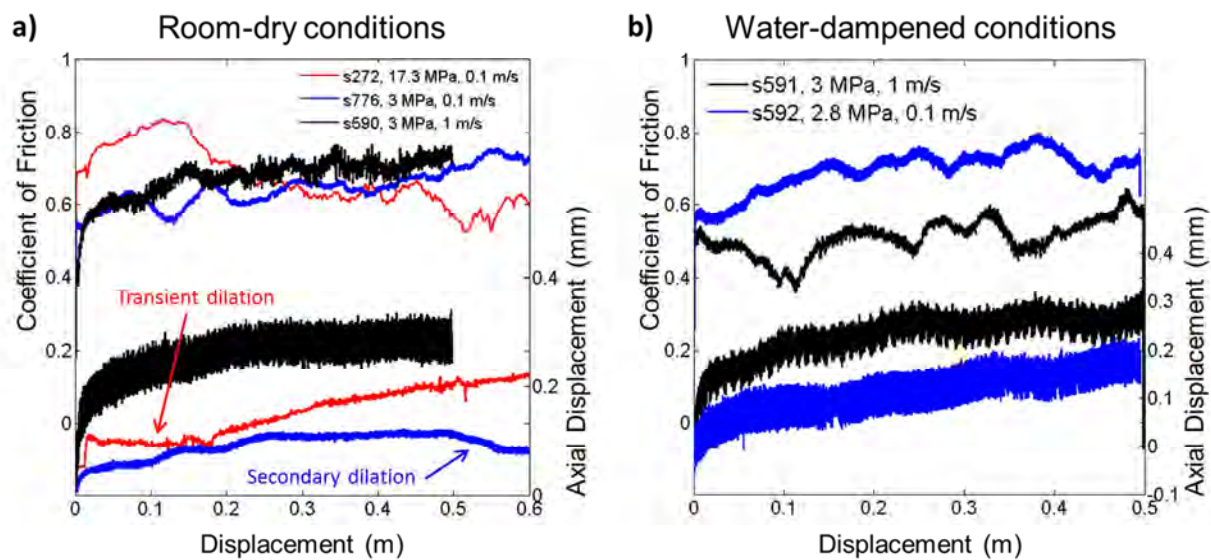 a) Room-dry conditions
s272, 17.3 MPa, 0.1 m/s
s776, 3 MPa, 0.1 m/s
s590, 3 MPa, 1 m/s
Coefficient of Friction
1
0.8
0.6
0.4
0.2
0
Transient dilation
Secondary dilation
0.4
0.2
0
Axial Displacement (mm)
0 0.1 0.2 0.3 0.4 0.5 0.6
Displacement (m)
b) Water-dampened conditions
s591, 3 MPa, 1 m/s
s592, 2.8 MPa, 0.1 m/s
Coefficient of Friction
1
0.8
0.6
0.4
0.2
0
0.4
0.3
0.2
0.1
0
-0.1
Axial Displacement (mm)
0 0.1 0.2 0.3 0.4 0.5
Displacement (m)